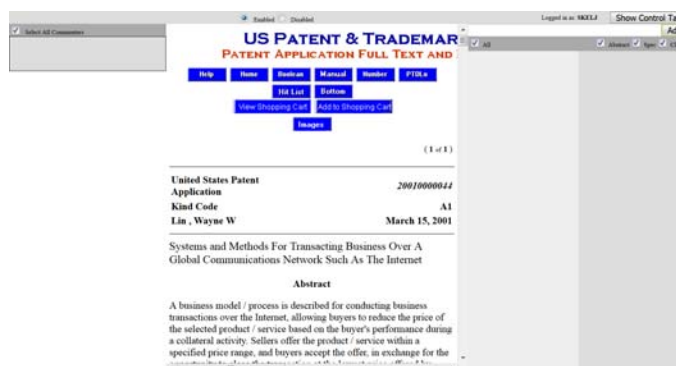 Enabled Disabled
Logged in as: SKELJ
Show Control Ta
Select All Commenters
Ad
All
Abstract Spec Cl
US PATENT & TRADEMAR
PATENT APPLICATION FULL TEXT AND
Help Home Boolean Manual Number PTDLs
Hit List Bottom
View Shopping Cart Add to Shopping Cart
Images
( 1 of 1 )
United States Patent Application 20010000044
Kind Code A1
Lin , Wayne W March 15, 2001
Systems and Methods For Transacting Business Over A
Global Communications Network Such As The Internet
Abstract
A business model / process is described for conducting business
transactions over the Internet, allowing buyers to reduce the price of
the selected product / service based on the buyer's performance during
a collateral activity. Sellers offer the product / service within a
specified price range, and buyers accept the offer, in exchange for the